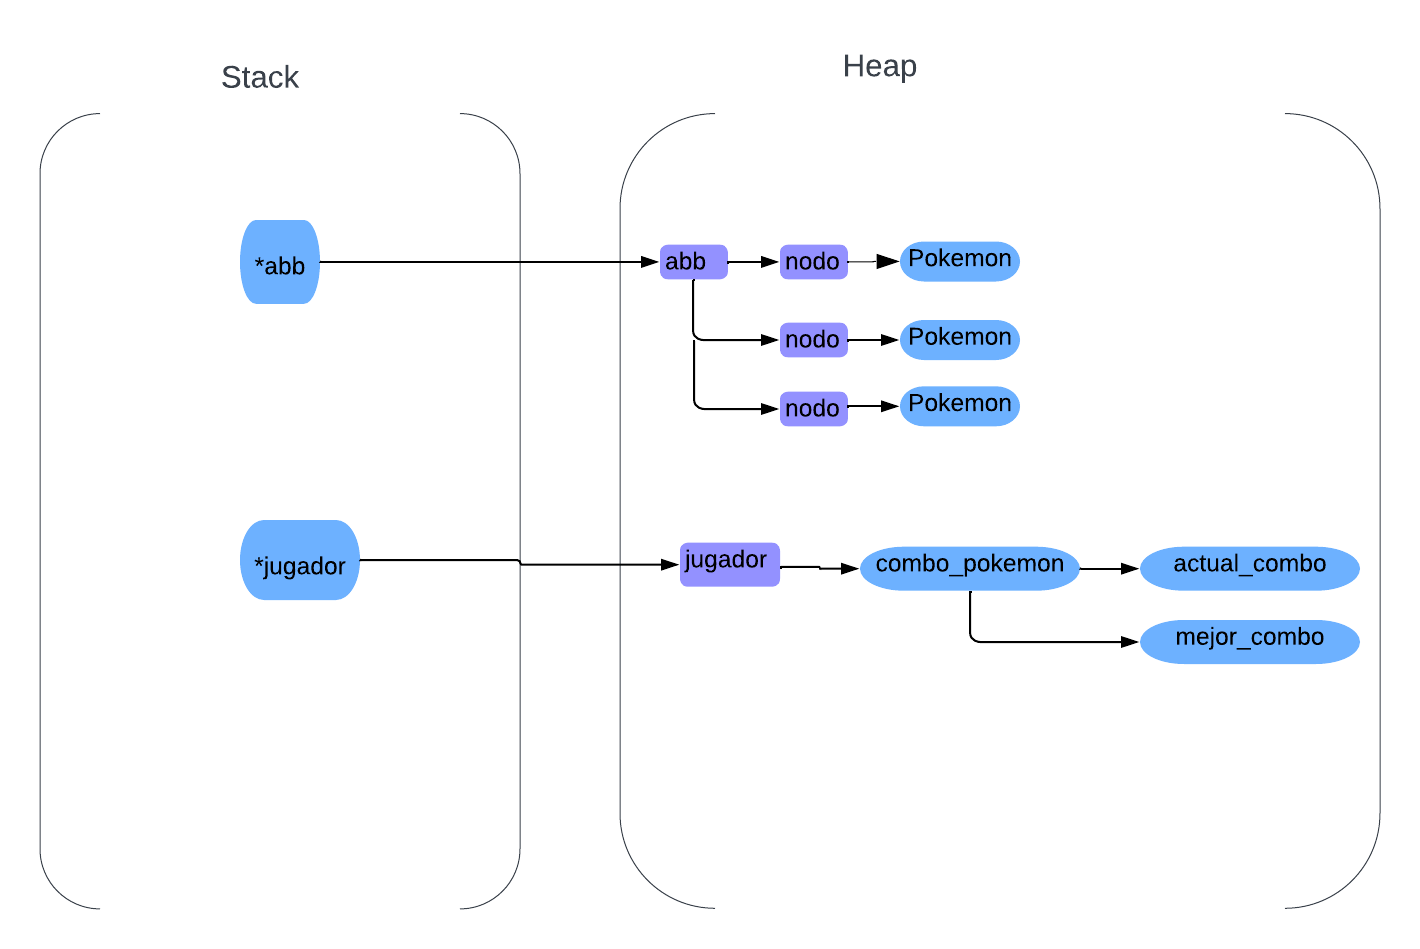 Stack
Heap
*abb
abb
nodo
Pokemon
nodo
Pokemon
nodo
Pokemon
*jugador
jugador
combo_pokemon
actual_combo
mejor_combo